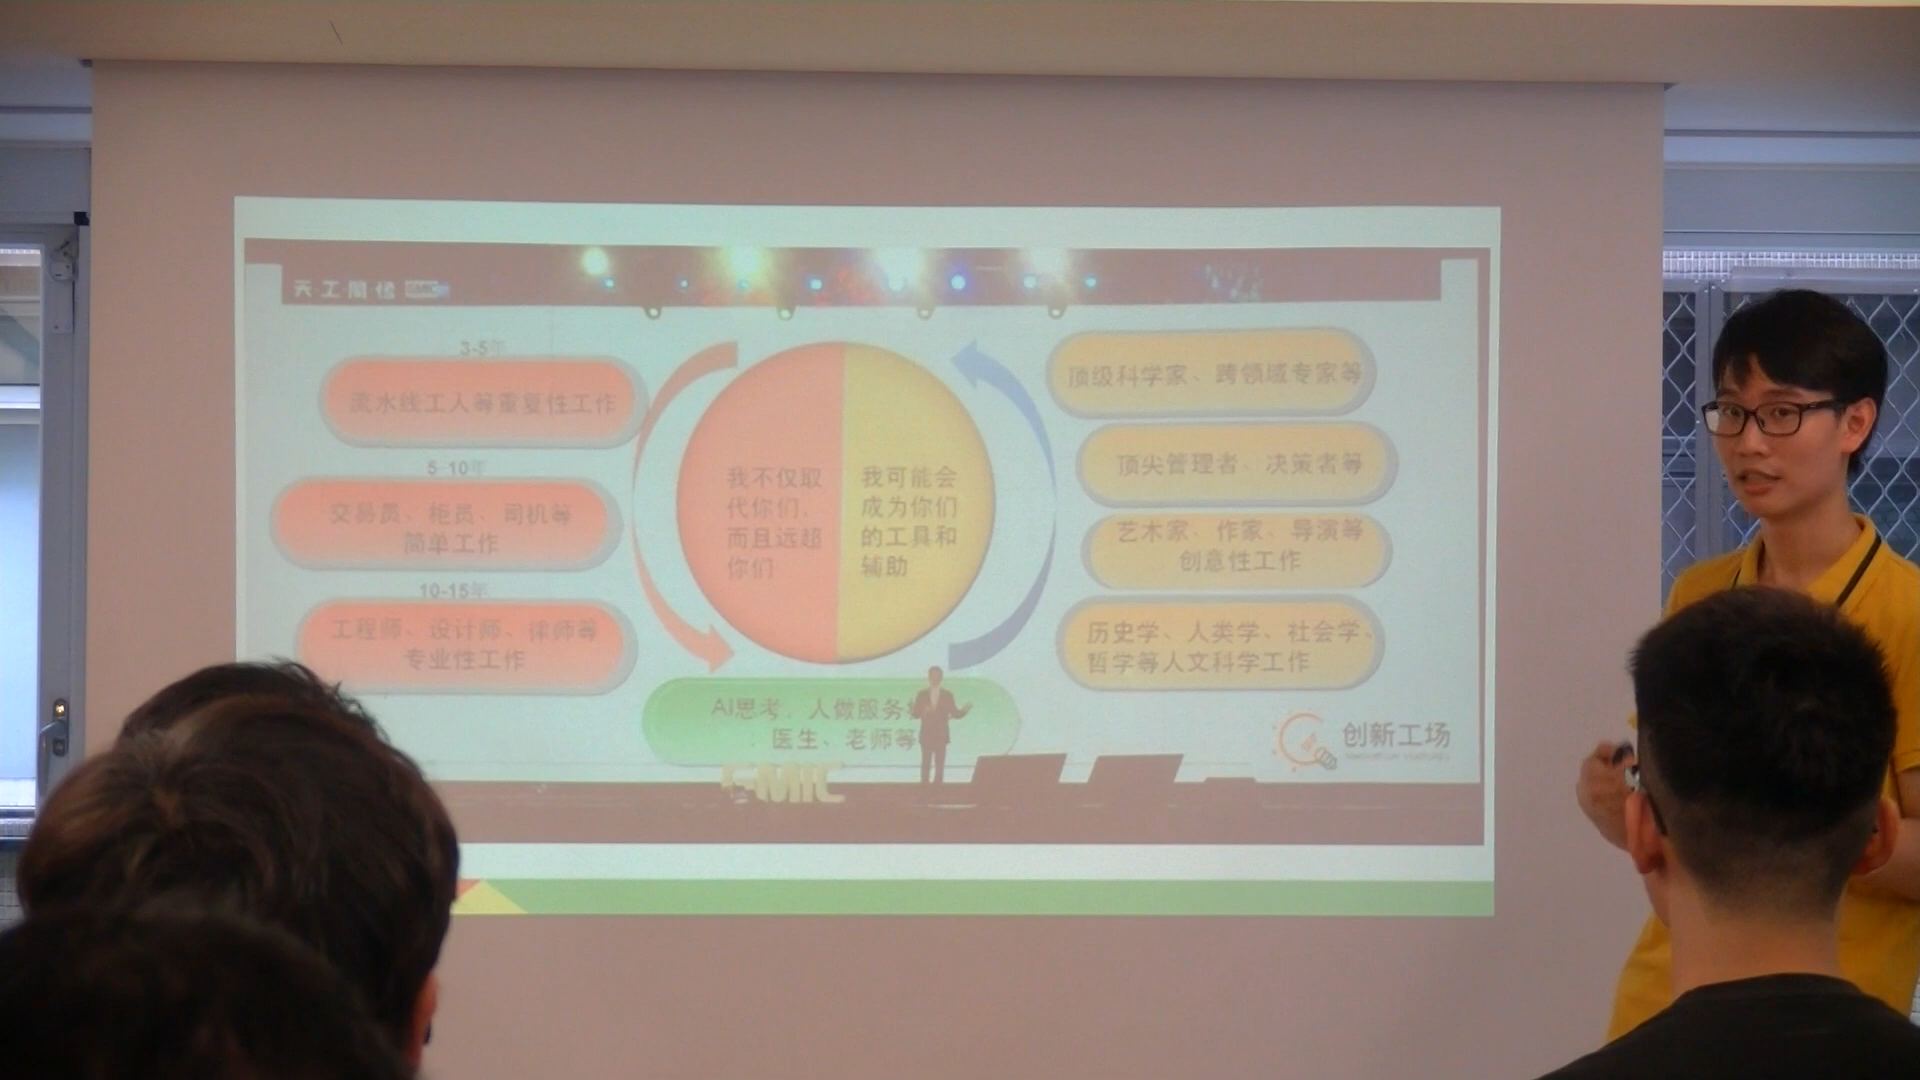 天·工·開·悟 GMIC
3-5年
流水线工人等重复性工作
5-10年
交易员、柜员、司机等
简单工作
10-15年
工程师、设计师、律师等
专业性工作
我不仅取
代你们，
而且远超
你们
我可能会
成为你们
的工具和
辅助
顶级科学家、跨领域专家等
顶尖管理者、决策者等
艺术家、作家、导演等
创意性工作
历史学、人类学、社会学、
哲学等人文科学工作
AI思考，人做服务
医生、老师等
创新工场
GMIC